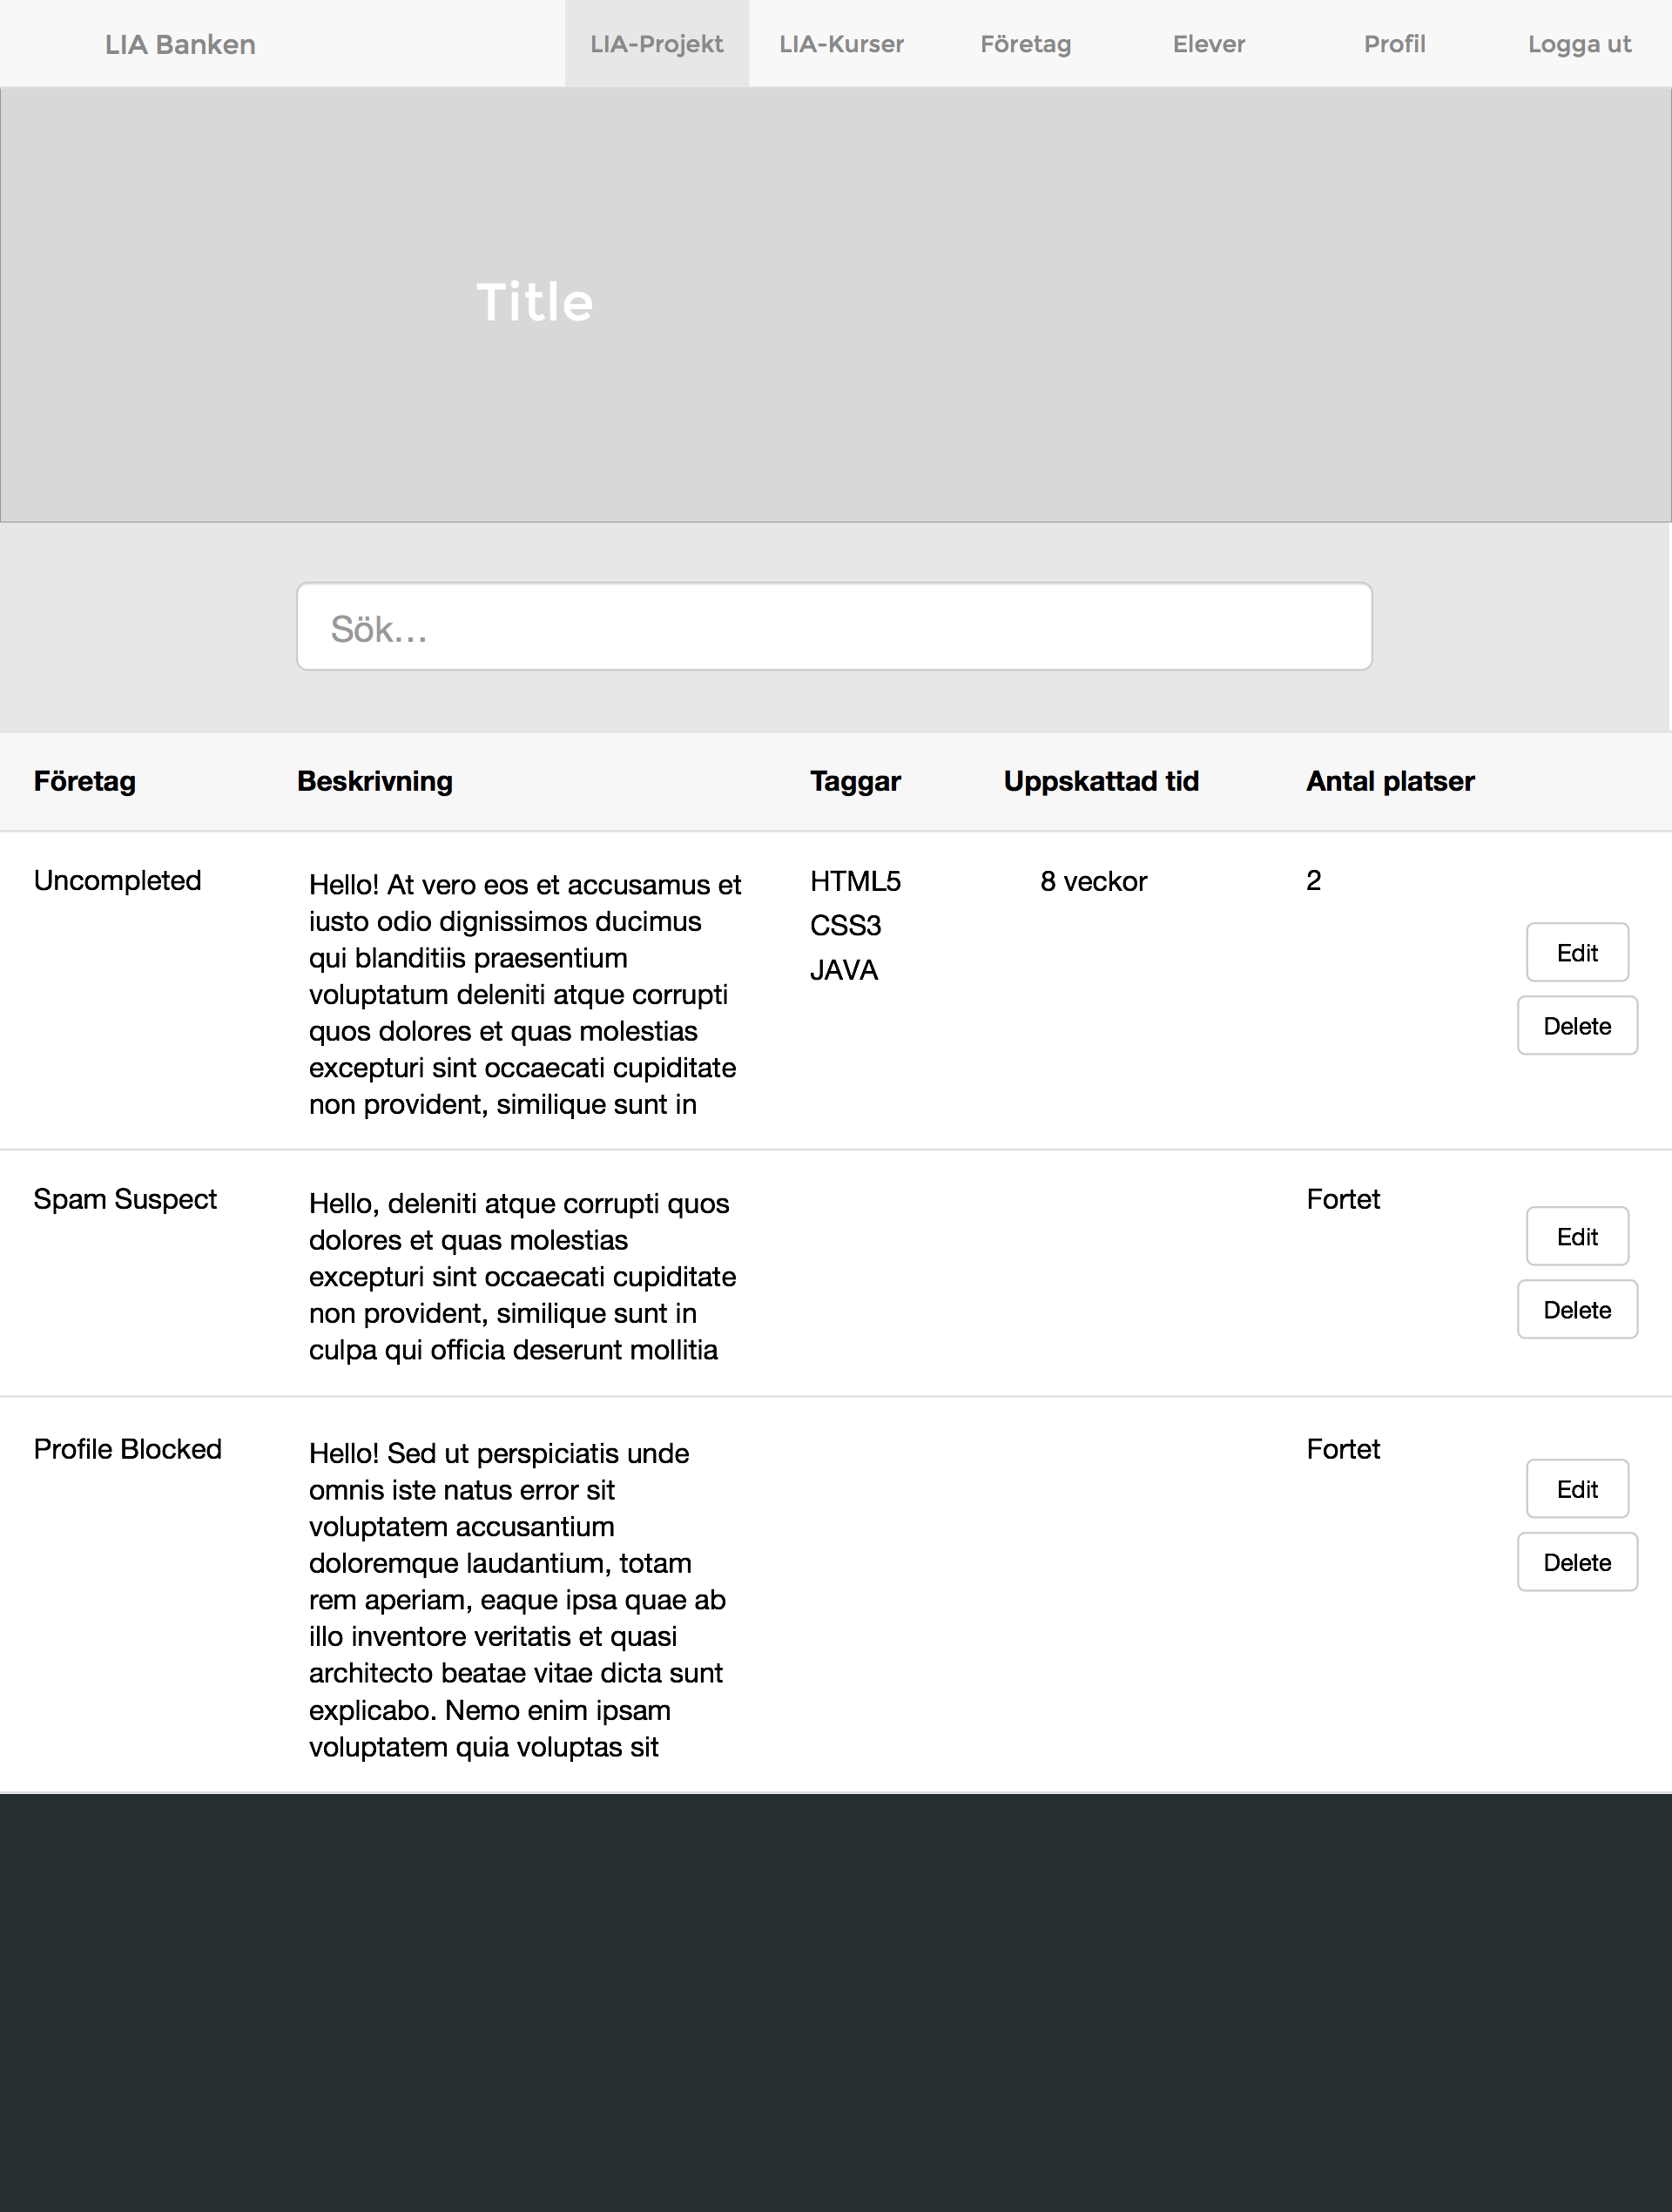 LIA Banken LIA-Projekt LIA-Kurser Företag Elever Profil Logga ut
Title
Sök...
Företag Beskrivning Taggar Uppskattad tid Antal platser
Uncompleted
Hello! At vero eos et accusamus et
iusto odio dignissimos ducimus
qui blanditiis praesentium
voluptatum deleniti atque corrupti
quos dolores et quas molestias
excepturi sint occaecati cupiditate
non provident, similique sunt in
HTML5
CSS3
JAVA
8 veckor
2
Edit
Delete
Spam Suspect
Hello, deleniti atque corrupti quos
dolores et quas molestias
excepturi sint occaecati cupiditate
non provident, similique sunt in
culpa qui officia deserunt mollitia
Fortet
Edit
Delete
Profile Blocked
Hello! Sed ut perspiciatis unde
omnis iste natus error sit
voluptatem accusantium
doloremque laudantium, totam
rem aperiam, eaque ipsa quae ab
illo inventore veritatis et quasi
architecto beatae vitae dicta sunt
explicabo. Nemo enim ipsam
voluptatem quia voluptas sit
Fortet
Edit
Delete